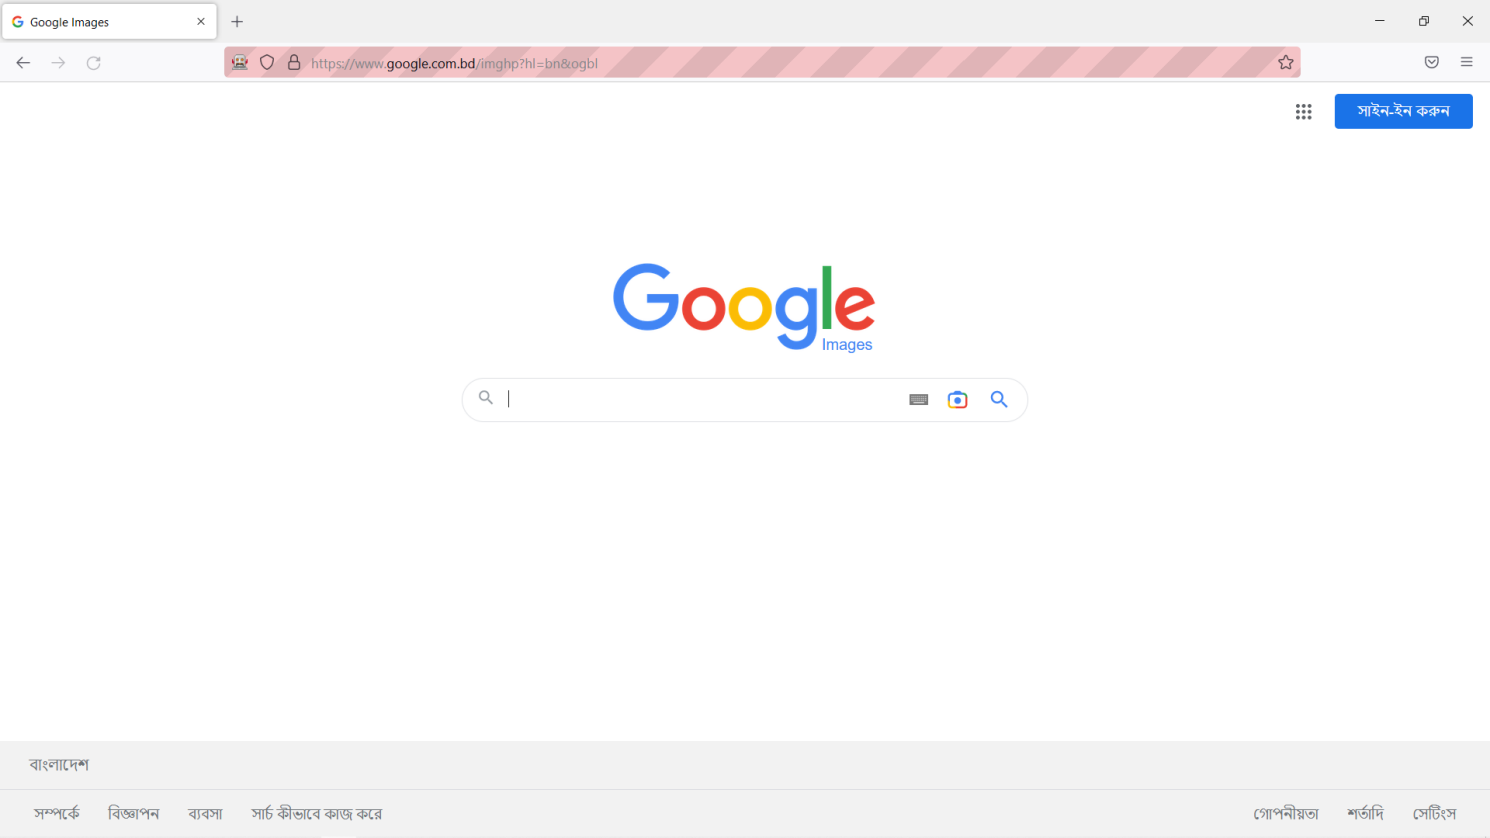 Google Images
https://www.google.com.bd/imghp?hl=bn&ogbl
সাইন-ইন করুন
Google
Images
বাংলাদেশ
সম্পর্কে বিজ্ঞাপন ব্যবসা সার্চ কীভাবে কাজ করে গোপনীয়তা শর্তাদি সেটিংস